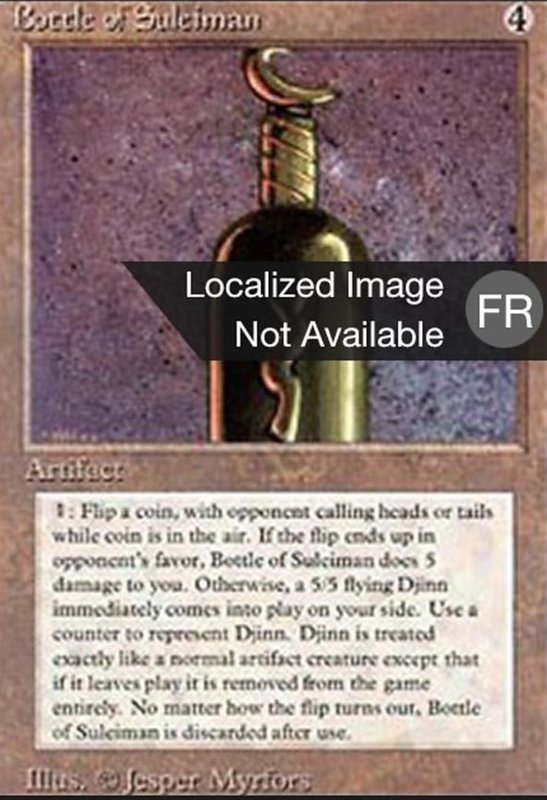 Bottle of Suleiman 4
Localized Image
Not Available
FR
Artifact
1: Flip a coin, with opponent calling heads or tails
while coin is in the air. If the flip ends up in
opponent's favor, Bottle of Suleiman does 5
damage to you. Otherwise, a 5/5 flying Djinn
immediately comes into play on your side. Use a
counter to represent Djinn. Djinn is treated
exactly like a normal artifact creature except that
if it leaves play it is removed from the game
entirely. No matter how the flip turns out, Bottle
of Suleiman is discarded after use.
Illus. © Jesper Myrfors